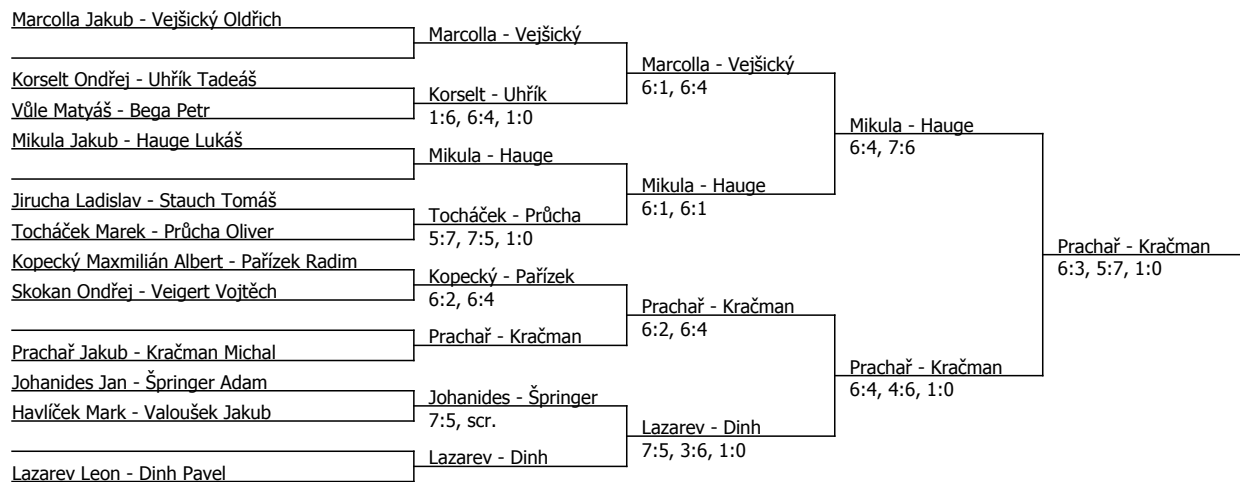 Marcolla Jakub - Vejšický Oldřich
Marcolla - Vejšický
Marcolla - Vejšický
6:1, 6:4
Korselt Ondřej - Uhřík Tadeáš
Korselt - Uhřík
1:6, 6:4, 1:0
Vůle Matyáš - Bega Petr
Mikula - Hauge
6:4, 7:6
Mikula Jakub - Hauge Lukáš
Mikula - Hauge
Mikula - Hauge
6:1, 6:1
Jirucha Ladislav - Stauch Tomáš
Tocháček - Průcha
5:7, 7:5, 1:0
Tocháček Marek - Průcha Oliver
Prachař - Kračman
6:3, 5:7, 1:0
Kopecký Maxmilián Albert - Pařízek Radim
Kopecký - Pařízek
6:2, 6:4
Skokan Ondřej - Veigert Vojtěch
Prachař - Kračman
6:2, 6:4
Prachař - Kračman
Prachař Jakub - Kračman Michal
Prachař - Kračman
6:4, 4:6, 1:0
Johanides Jan - Špringer Adam
Johanides - Špringer
7:5, scr.
Havlíček Mark - Valoušek Jakub
Lazarev - Dinh
7:5, 3:6, 1:0
Lazarev - Dinh
Lazarev Leon - Dinh Pavel